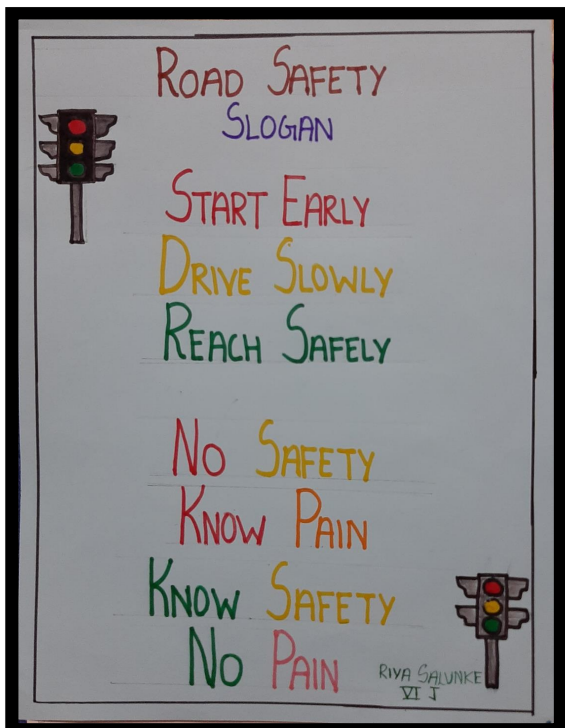 ROAD SAFETY
SLOGAN
START EARLY
DRIVE SLOWLY
REACH SAFELY
NO SAFETY
KNOW PAIN
KNOW SAFETY
NO PAIN
RIYA SALUNKE
VI J